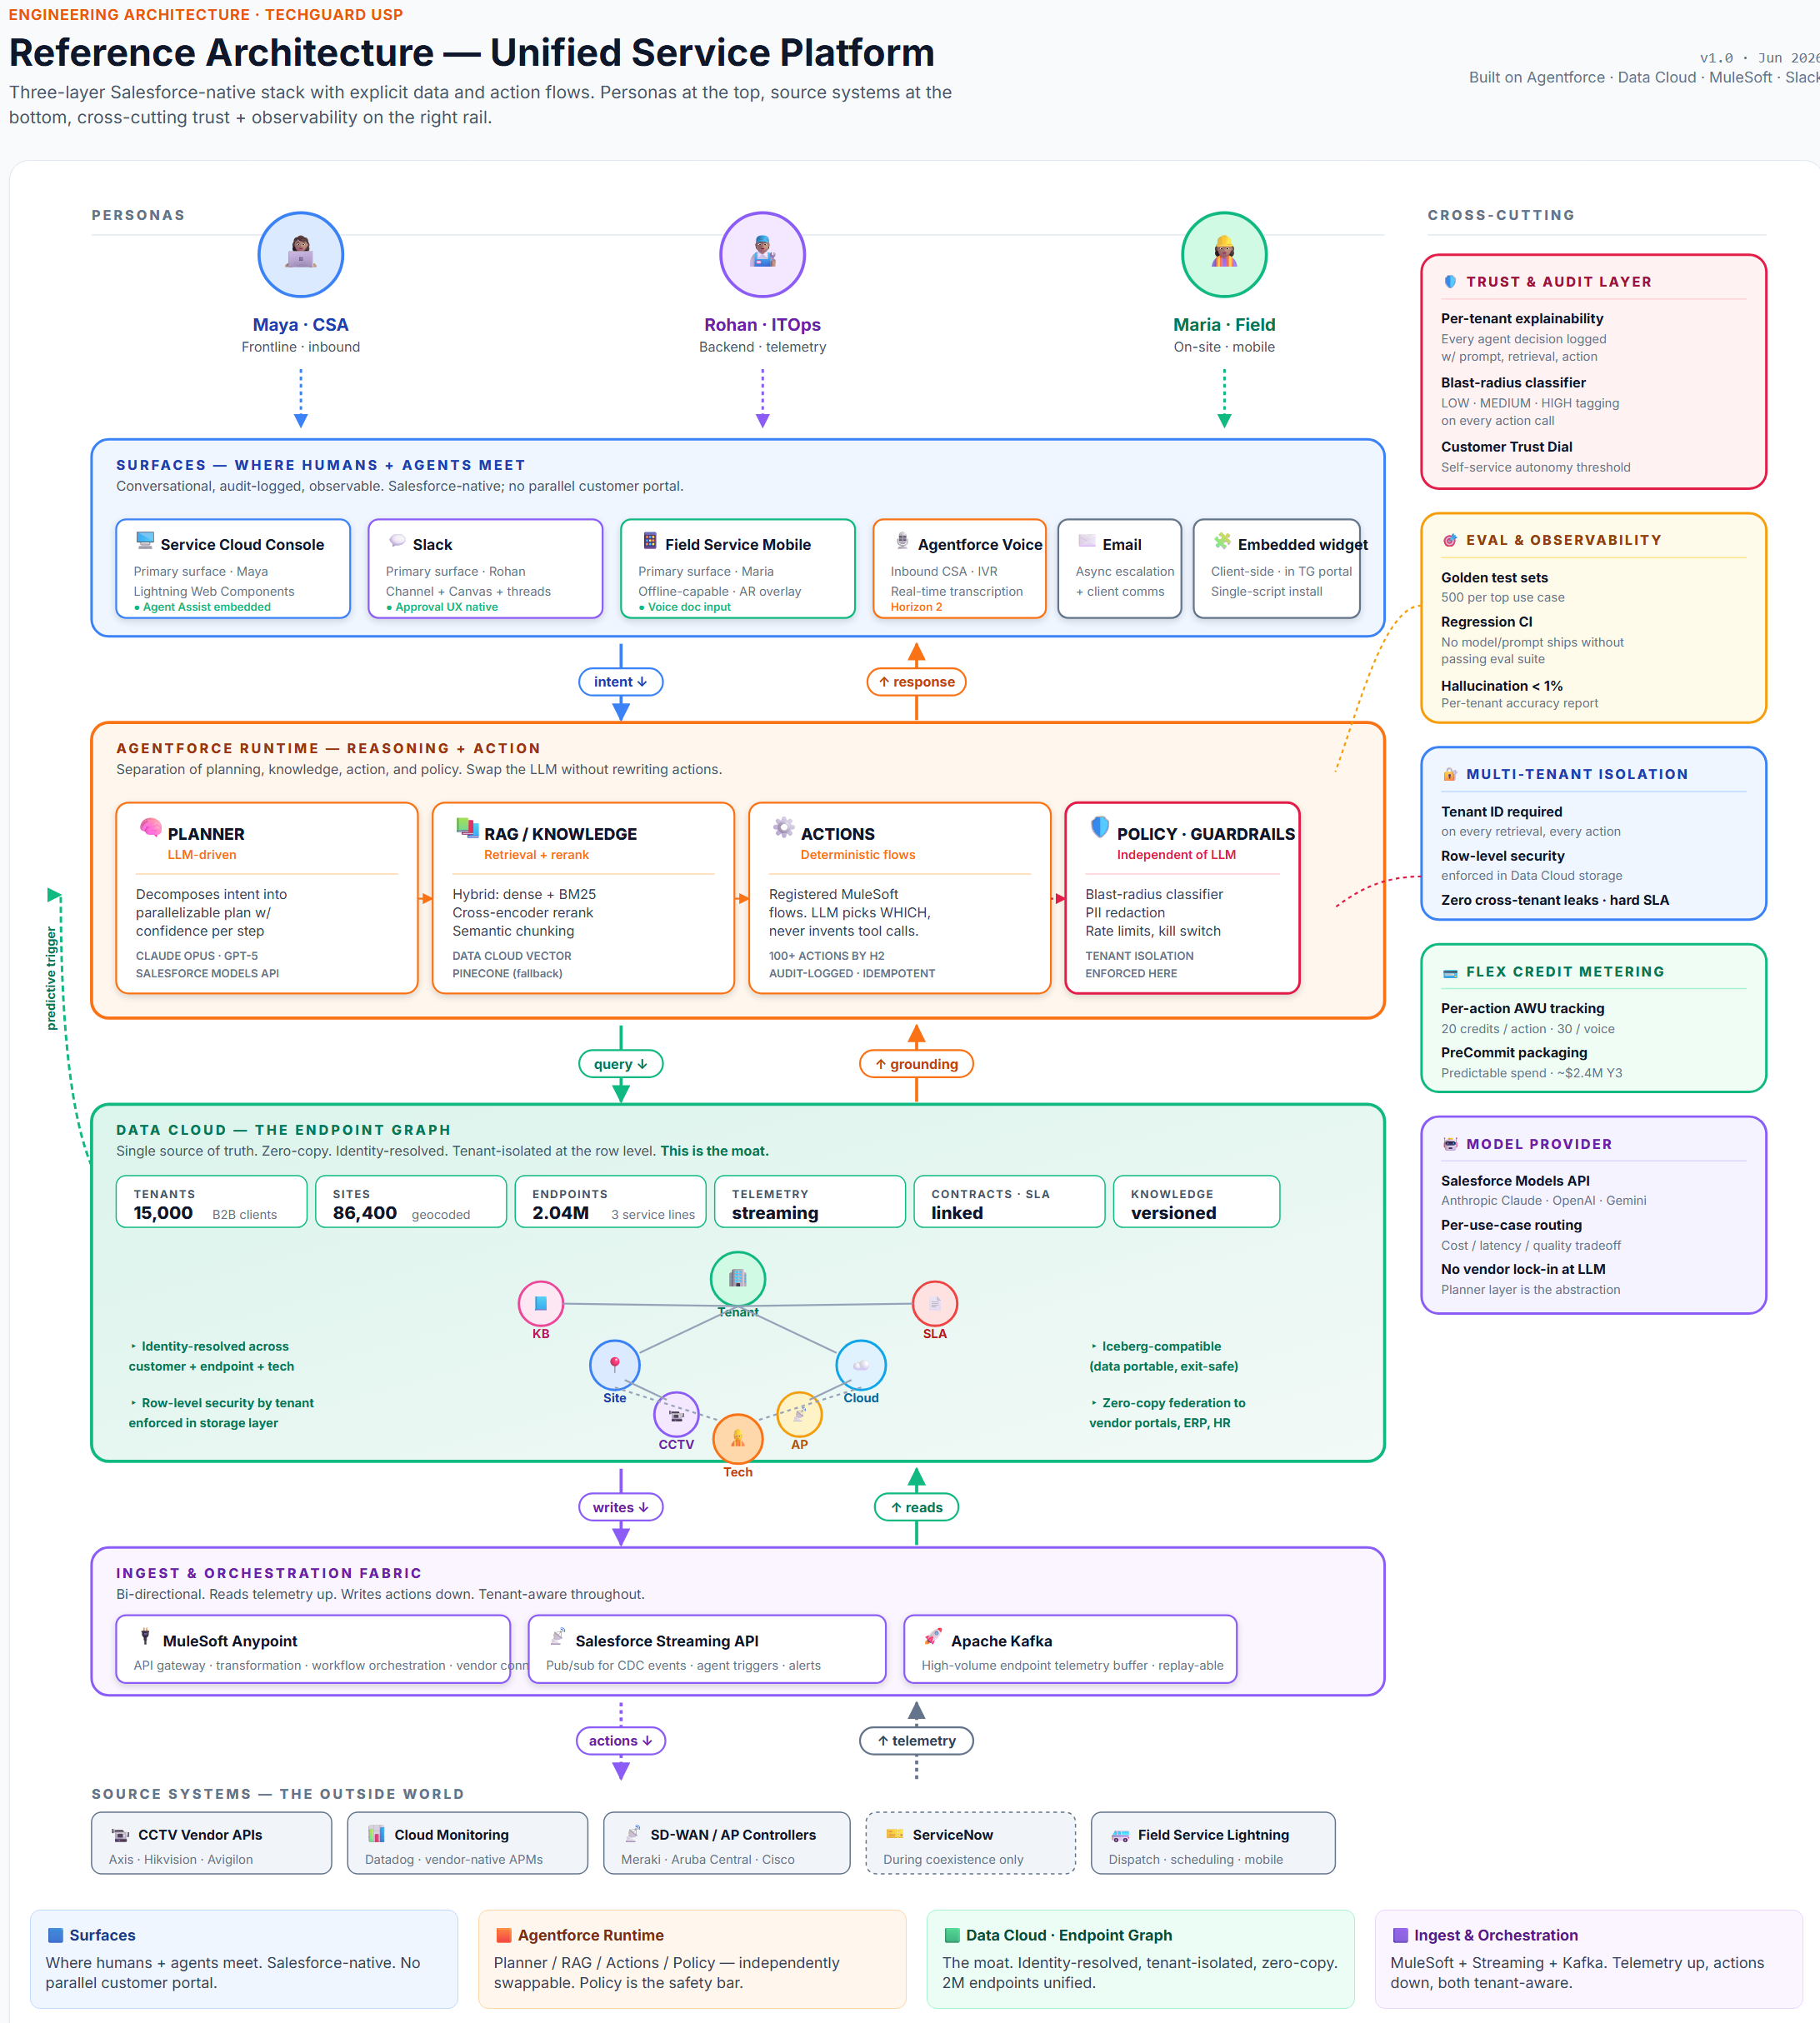 ENGINEERING ARCHITECTURE · TECHGUARD USP
Reference Architecture — Unified Service Platform
Three-layer Salesforce-native stack with explicit data and action flows. Personas at the top, source systems at the
bottom, cross-cutting trust + observability on the right rail.
v1.0 · Jun 2026
Built on Agentforce · Data Cloud · MuleSoft · Slack
PERSONAS
Maya · CSA
Frontline · inbound
Rohan · ITOps
Backend · telemetry
Maria · Field
On-site · mobile
SURFACES — WHERE HUMANS + AGENTS MEET
Conversational, audit-logged, observable. Salesforce-native; no parallel customer portal.
Service Cloud Console
Primary surface · Maya
Lightning Web Components
● Agent Assist embedded
Slack
Primary surface · Rohan
Channel + Canvas + threads
● Approval UX native
Field Service Mobile
Primary surface · Maria
Offline-capable · AR overlay
● Voice doc input
Agentforce Voice
Inbound CSA · IVR
Real-time transcription
Horizon 2
Email
Async escalation
+ client comms
Embedded widget
Client-side · in TG portal
Single-script install
intent ↓
↑ response
AGENTFORCE RUNTIME — REASONING + ACTION
Separation of planning, knowledge, action, and policy. Swap the LLM without rewriting actions.
PLANNER
LLM-driven
Decomposes intent into
parallelizable plan w/
confidence per step
CLAUDE OPUS · GPT-5
SALESFORCE MODELS API
RAG / KNOWLEDGE
Retrieval + rerank
Hybrid: dense + BM25
Cross-encoder rerank
Semantic chunking
DATA CLOUD VECTOR
PINECONE (fallback)
ACTIONS
Deterministic flows
Registered MuleSoft
flows. LLM picks WHICH,
never invents tool calls.
100+ ACTIONS BY H2
AUDIT-LOGGED · IDEMPOTENT
POLICY · GUARDRAILS
Independent of LLM
Blast-radius classifier
PII redaction
Rate limits, kill switch
TENANT ISOLATION
ENFORCED HERE
predictive trigger
query ↓
↑ grounding
DATA CLOUD — THE ENDPOINT GRAPH
Single source of truth. Zero-copy. Identity-resolved. Tenant-isolated at the row level. This is the moat.
TENANTS
15,000 B2B clients
SITES
86,400 geocoded
ENDPOINTS
2.04M 3 service lines
TELEMETRY
streaming
CONTRACTS · SLA
linked
KNOWLEDGE
versioned
Tenant
KB
SLA
Site
Cloud
CCTV
AP
Tech
‣ Identity-resolved across
customer + endpoint + tech
‣ Row-level security by tenant
enforced in storage layer
‣ Iceberg-compatible
(data portable, exit-safe)
‣ Zero-copy federation to
vendor portals, ERP, HR
writes ↓
↑ reads
INGEST & ORCHESTRATION FABRIC
Bi-directional. Reads telemetry up. Writes actions down. Tenant-aware throughout.
MuleSoft Anypoint
API gateway · transformation · workflow orchestration · vendor conn
Salesforce Streaming API
Pub/sub for CDC events · agent triggers · alerts
Apache Kafka
High-volume endpoint telemetry buffer · replay-able
actions ↓
↑ telemetry
SOURCE SYSTEMS — THE OUTSIDE WORLD
CCTV Vendor APIs
Axis · Hikvision · Avigilon
Cloud Monitoring
Datadog · vendor-native APMs
SD-WAN / AP Controllers
Meraki · Aruba Central · Cisco
ServiceNow
During coexistence only
Field Service Lightning
Dispatch · scheduling · mobile
CROSS-CUTTING
TRUST & AUDIT LAYER
Per-tenant explainability
Every agent decision logged
w/ prompt, retrieval, action
Blast-radius classifier
LOW · MEDIUM · HIGH tagging
on every action call
Customer Trust Dial
Self-service autonomy threshold
EVAL & OBSERVABILITY
Golden test sets
500 per top use case
Regression CI
No model/prompt ships without
passing eval suite
Hallucination < 1%
Per-tenant accuracy report
MULTI-TENANT ISOLATION
Tenant ID required
on every retrieval, every action
Row-level security
enforced in Data Cloud storage
Zero cross-tenant leaks · hard SLA
FLEX CREDIT METERING
Per-action AWU tracking
20 credits / action · 30 / voice
PreCommit packaging
Predictable spend · ~$2.4M Y3
MODEL PROVIDER
Salesforce Models API
Anthropic Claude · OpenAI · Gemini
Per-use-case routing
Cost / latency / quality tradeoff
No vendor lock-in at LLM
Planner layer is the abstraction
Surfaces
Where humans + agents meet. Salesforce-native. No
parallel customer portal.
Agentforce Runtime
Planner / RAG / Actions / Policy — independently
swappable. Policy is the safety bar.
Data Cloud · Endpoint Graph
The moat. Identity-resolved, tenant-isolated, zero-copy.
2M endpoints unified.
Ingest & Orchestration
MuleSoft + Streaming + Kafka. Telemetry up, actions
down, both tenant-aware.